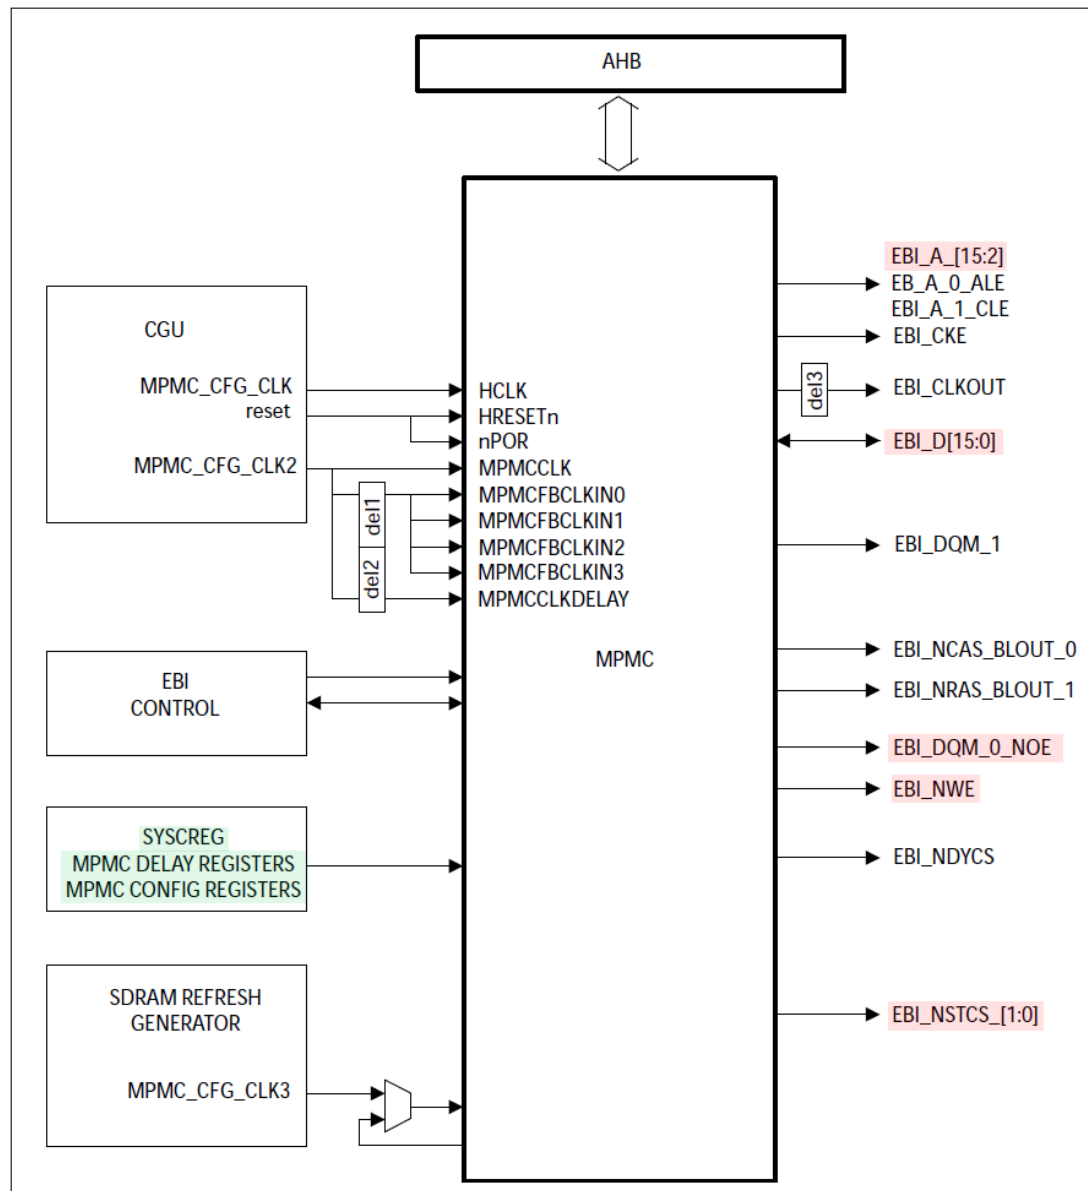 AHB
CGU
MPMC_CFG_CLK
reset
MPMC_CFG_CLK2
del1
del2
HCLK
HRESETn
nPOR
MPMCCLK
MPMCFBCLKIN0
MPMCFBCLKIN1
MPMCFBCLKIN2
MPMCFBCLKIN3
MPMCCLKDELAY
MPMC
EBI
CONTROL
SYSCREG
MPMC DELAY REGISTERS
MPMC CONFIG REGISTERS
SDRAM REFRESH
GENERATOR
MPMC_CFG_CLK3
EBI_A_[15:2]
EB_A_0_ALE
EBI_A_1_CLE
EBI_CKE
del3
EBI_CLKOUT
EBI_D[15:0]
EBI_DQM_1
EBI_NCAS_BLOUT_0
EBI_NRAS_BLOUT_1
EBI_DQM_0_NOE
EBI_NWE
EBI_NDYCS
EBI_NSTCS_[1:0]